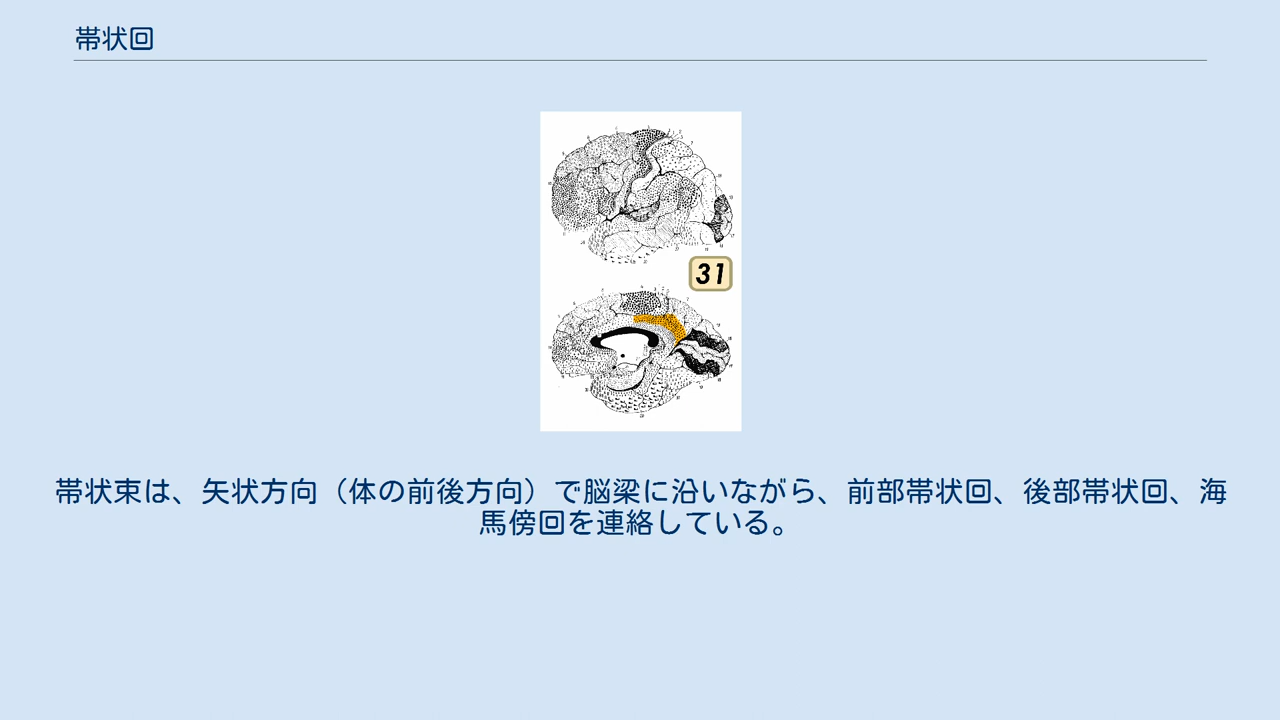 帯状回
31
帯状束は、矢状方向（体の前後方向）で脳梁に沿いながら、前部帯状回、後部帯状回、海
馬傍回を連絡している。